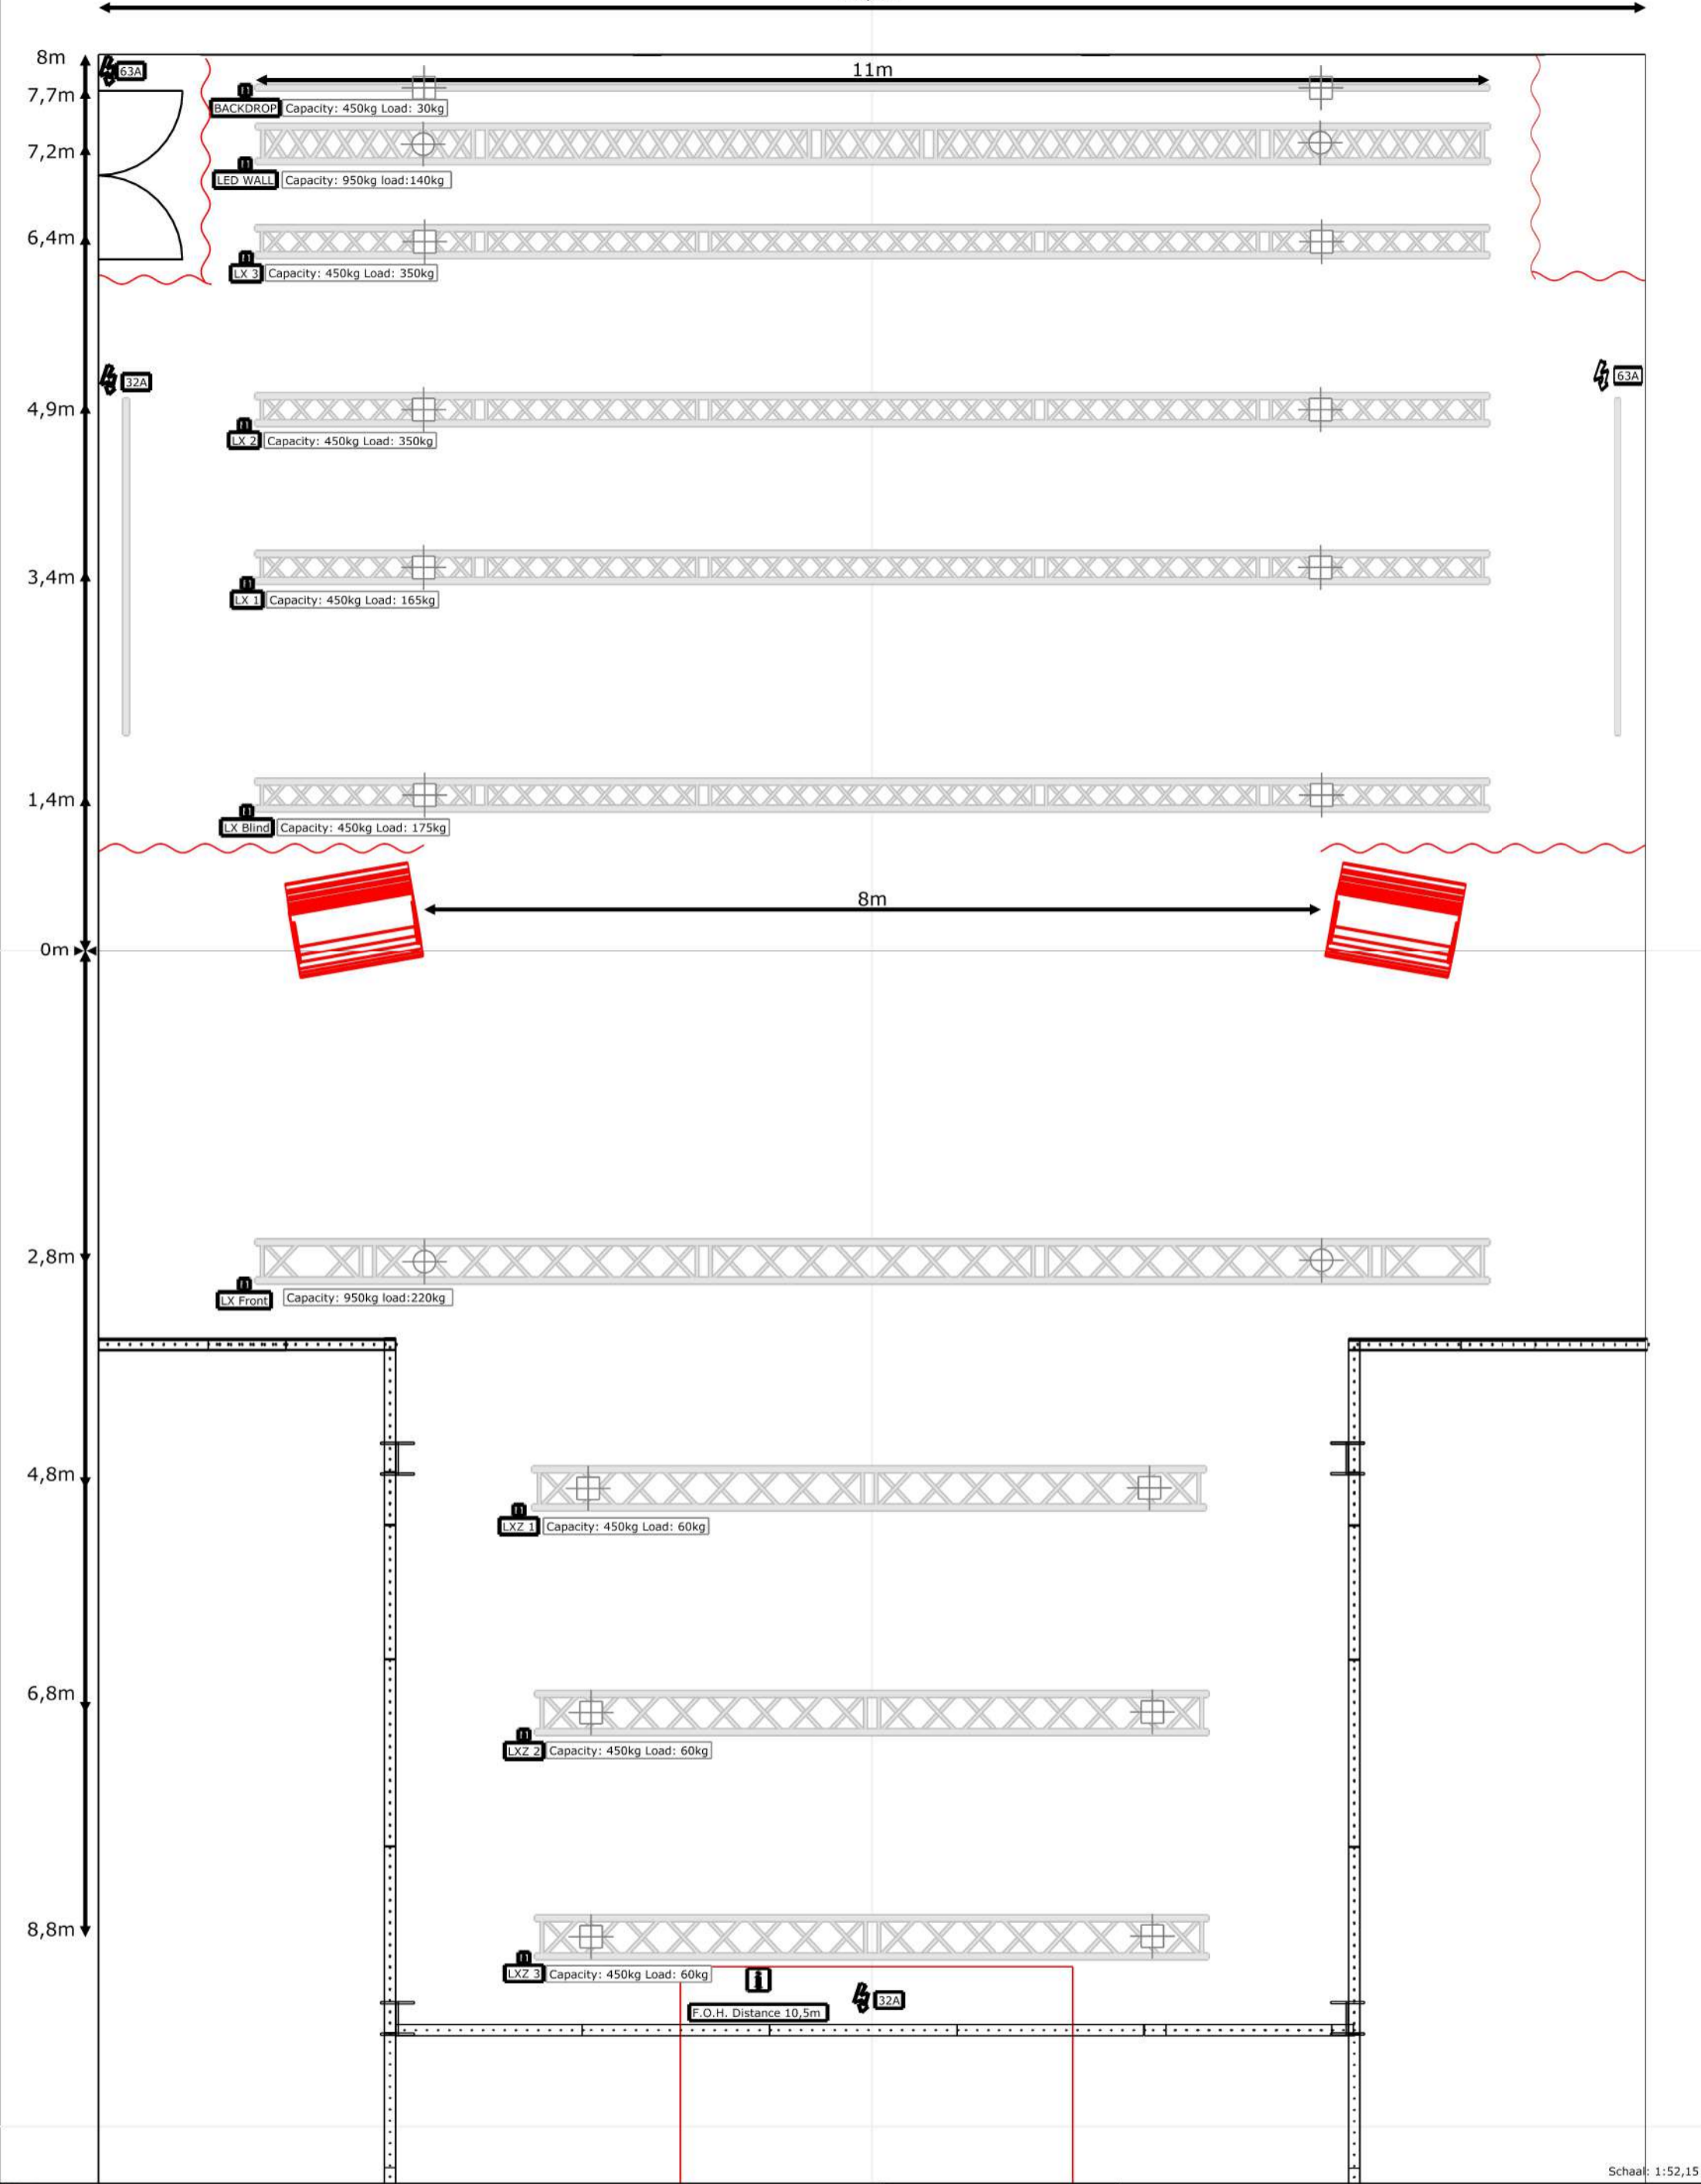 8m
63A
11m
7,7m
BACKDROP Capacity: 450kg Load: 30kg
7,2m
LED WALL Capacity: 950kg load:140kg
6,4m
LX 3 Capacity: 450kg Load: 350kg
32A
63A
4,9m
LX 2 Capacity: 450kg Load: 350kg
3,4m
LX 1 Capacity: 450kg Load: 165kg
1,4m
LX Blind Capacity: 450kg Load: 175kg
8m
0m
2,8m
LX Front Capacity: 950kg load:220kg
4,8m
LXZ 1 Capacity: 450kg Load: 60kg
6,8m
LXZ 2 Capacity: 450kg Load: 60kg
8,8m
LXZ 3 Capacity: 450kg Load: 60kg
i
32A
F.O.H. Distance 10,5m
Schaal: 1:52,15